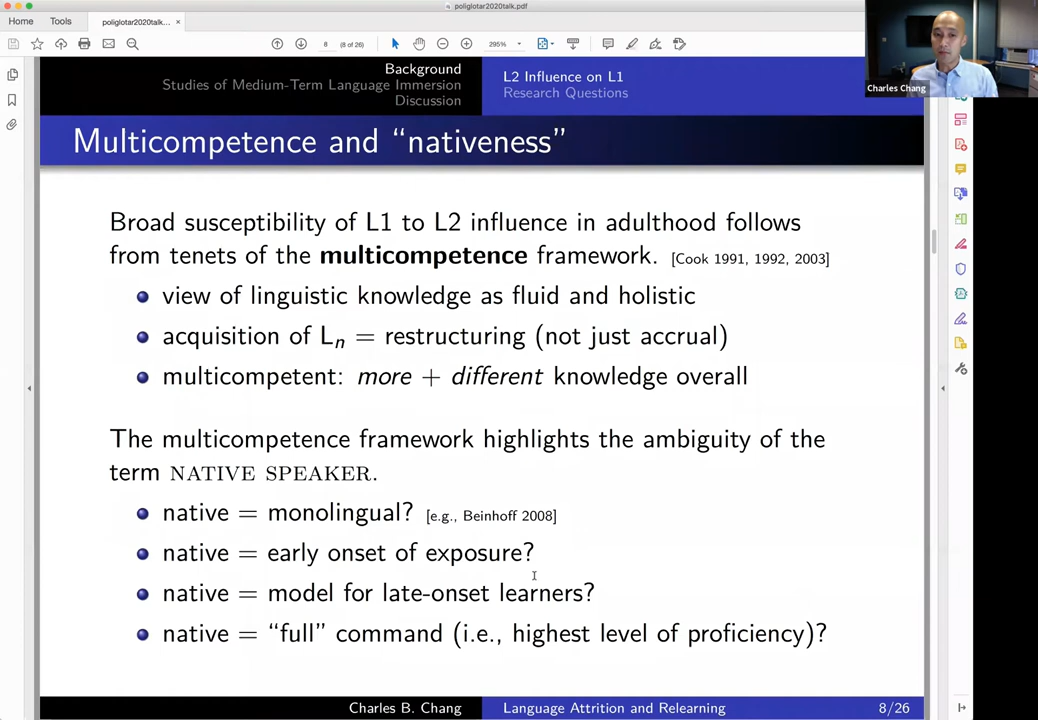 poliglotar2020talk.pdf
Home
Tools
poliglotar2020talk...
×
8
(8 of 26)
295%
Charles Chang
Background
Studies of Medium-Term Language Immersion
Discussion
L2 Influence on L1
Research Questions
Multicompetence and “nativeness”
Broad susceptibility of L1 to L2 influence in adulthood follows
from tenets of the multicompetence framework. [Cook 1991, 1992, 2003]
view of linguistic knowledge as fluid and holistic
acquisition of Ln = restructuring (not just accrual)
multicompetent: more + different knowledge overall
The multicompetence framework highlights the ambiguity of the
term NATIVE SPEAKER.
native = monolingual? [e.g., Beinhoff 2008]
native = early onset of exposure?
native = model for late-onset learners?
native = “full” command (i.e., highest level of proficiency)?
Charles B. Chang
Language Attrition and Relearning
8/26